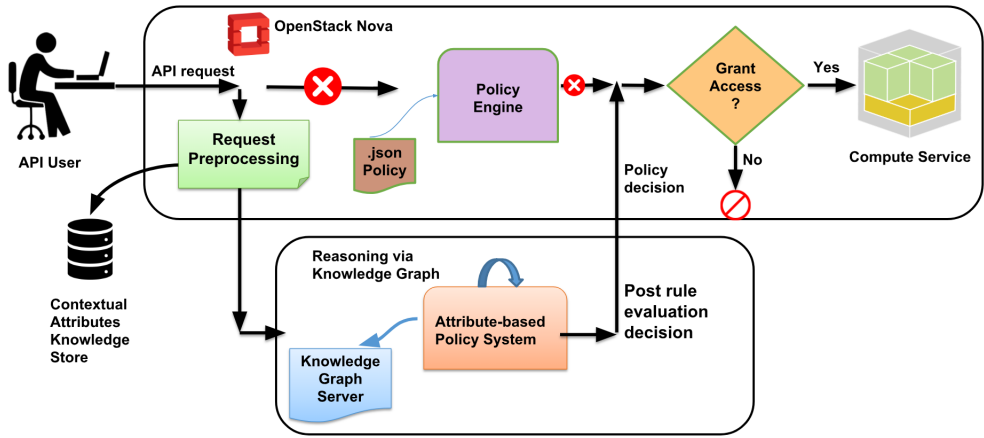 OpenStack Nova
API request
API User
Request
Preprocessing
.json
Policy
Policy
Engine
Grant
Access
?
Yes
No
Compute Service
Policy
decision
Contextual
Attributes
Knowledge
Store
Reasoning via
Knowledge Graph
Attribute-based
Policy System
Knowledge
Graph
Server
Post rule
evaluation
decision